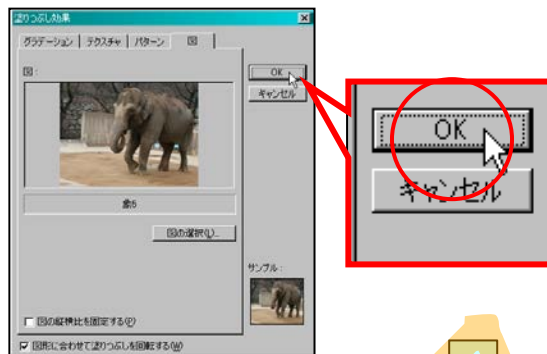 塗りつぶし効果
グラデーション テクスチャ パターン 図
図:
OK
キャンセル
象5
図の選択(L)...
サンプル:
図の縦横比を固定する(P)
図形に合わせて塗りつぶしを回転する(W)
OK
キャンセル